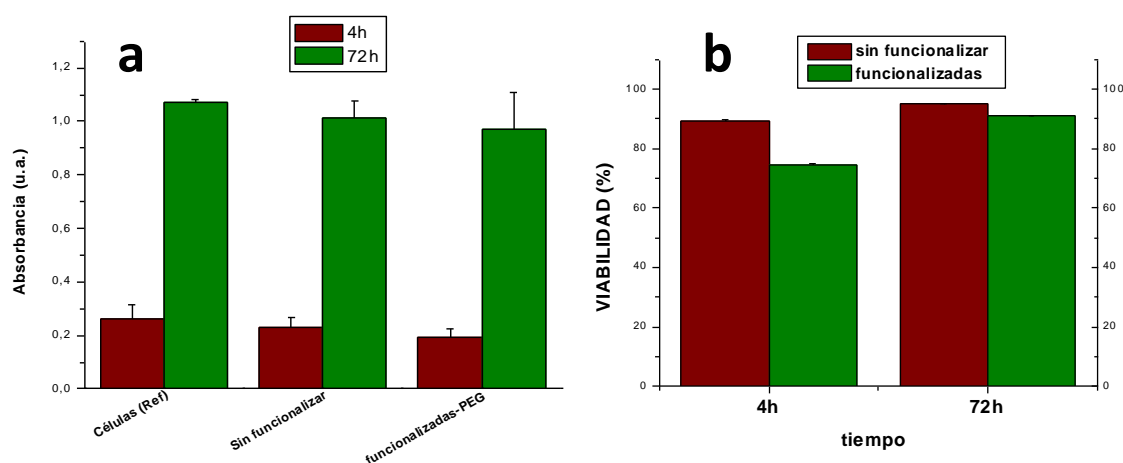 a
4h
72h
Absorbancia (u.a.)
1,2
1,0
0,8
0,6
0,4
0,2
0,0
Células (Ref)
Sin funcionalizar
funcionalizadas-PEG
b
sin funcionalizar
funcionalizadas
VIABILIDAD (%)
100
80
60
40
20
0
100
80
60
40
20
0
4h
72h
tiempo